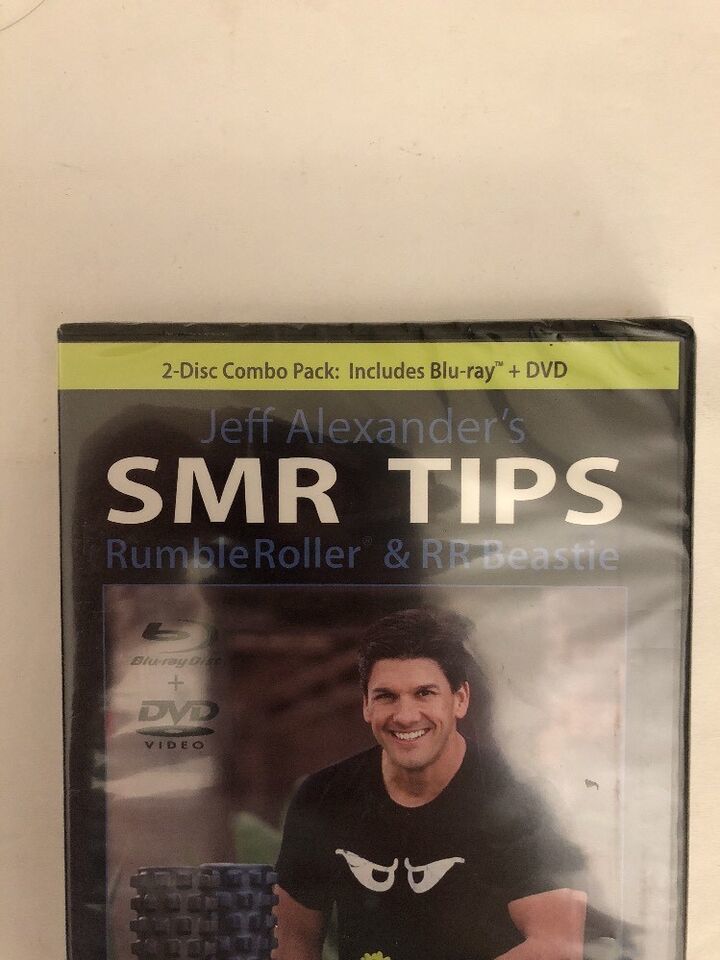 2-Disc Combo Pack: Includes Blu-ray™ + DVD
Jeff Alexander's
SMR TIPS
RumbleRoller® & RR Beastie
Blu-ray Disc
+
DVD
VIDEO